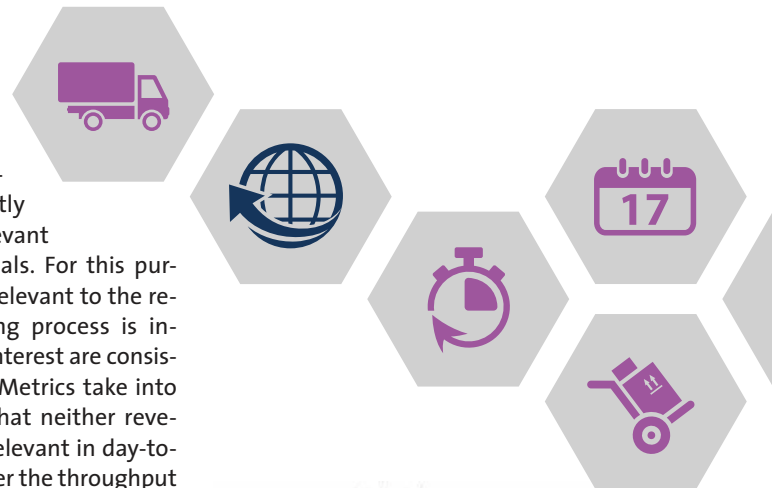 tly
evant
als. For this pur-
elevant to the re-
ng process is in-
nterest are consis-
Metrics take into
hat neither reve-
elevant in day-to-
er the throughput
17